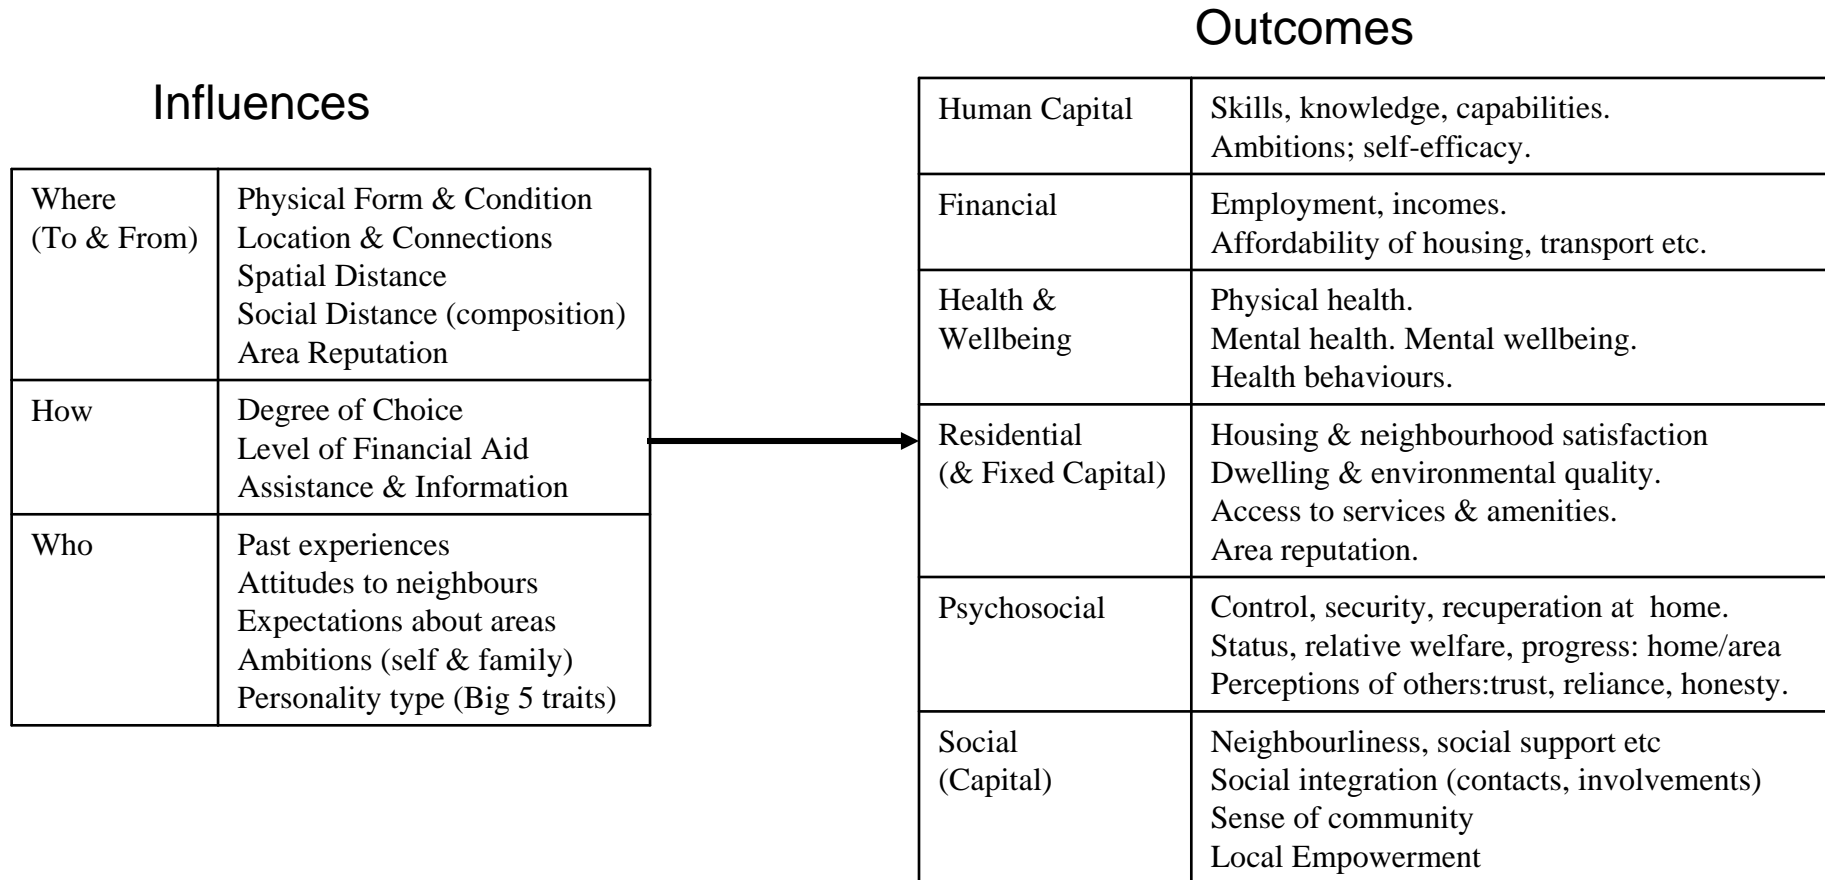 Outcomes
Influences
Where
(To & From)
Physical Form & Condition
Location & Connections
Spatial Distance
Social Distance (composition)
Area Reputation
How
Degree of Choice
Level of Financial Aid
Assistance & Information
Who
Past experiences
Attitudes to neighbours
Expectations about areas
Ambitions (self & family)
Personality type (Big 5 traits)
Human Capital
Skills, knowledge, capabilities.
Ambitions; self-efficacy.
Financial
Employment, incomes.
Affordability of housing, transport etc.
Health &
Wellbeing
Physical health.
Mental health. Mental wellbeing.
Health behaviours.
Residential
(& Fixed Capital)
Housing & neighbourhood satisfaction
Dwelling & environmental quality.
Access to services & amenities.
Area reputation.
Psychosocial
Control, security, recuperation at  home.
Status, relative welfare, progress: home/area
Perceptions of others:trust, reliance, honesty.
Social
(Capital)
Neighbourliness, social support etc
Social integration (contacts, involvements)
Sense of community
Local Empowerment